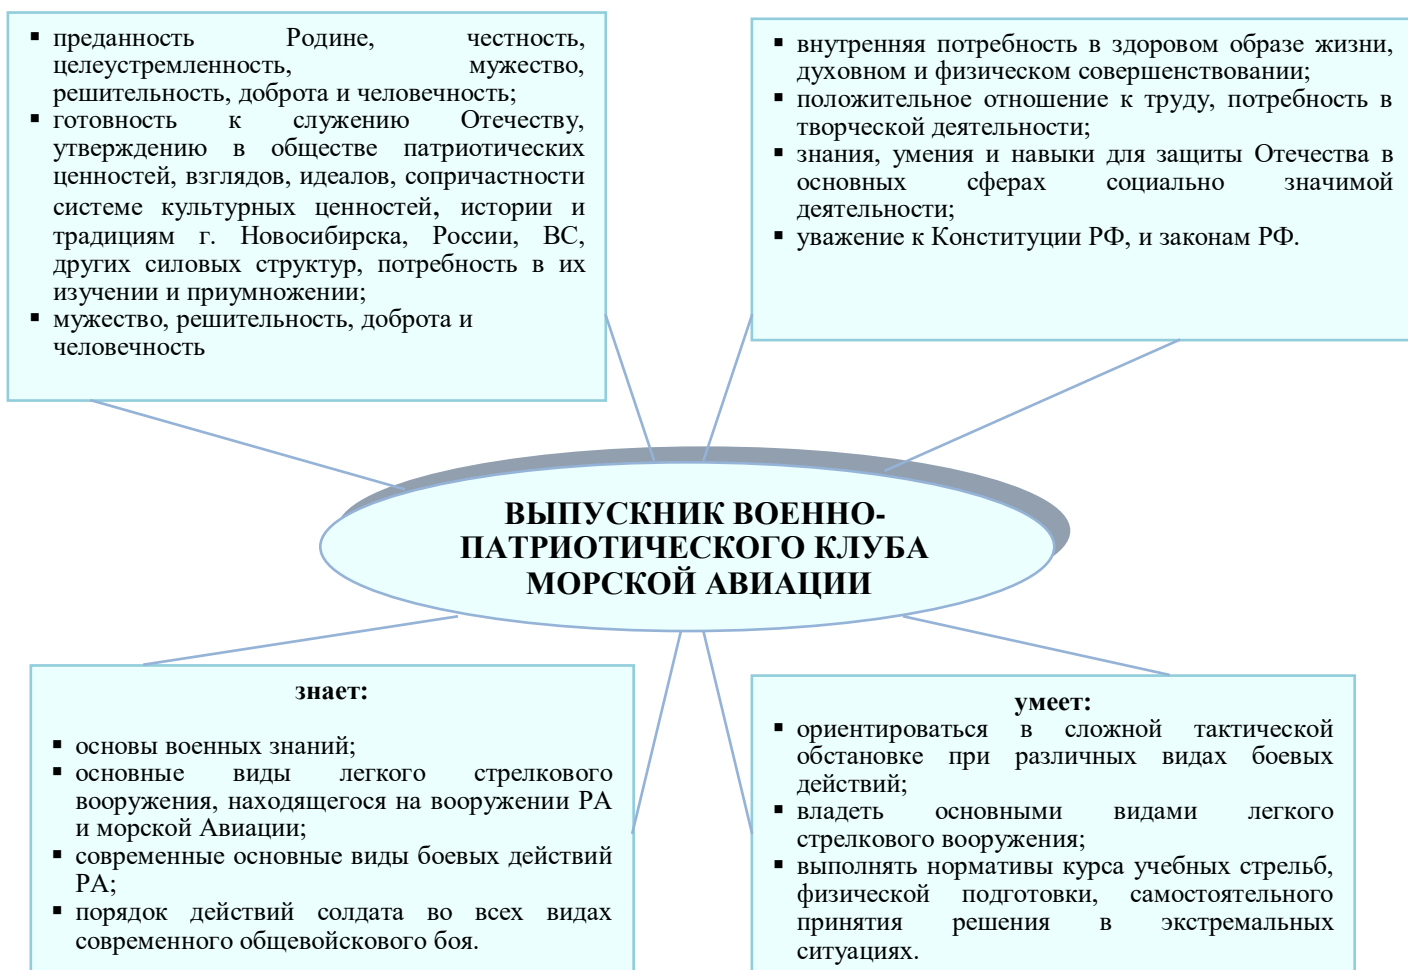 ▪ преданность Родине, честность,
целеустремленность, мужество,
решительность, доброта и человечность;
▪ готовность к служению Отечеству,
утверждению в обществе патриотических
ценностей, взглядов, идеалов, сопричастности
системе культурных ценностей, истории и
традициям г. Новосибирска, России, ВС,
других силовых структур, потребность в их
изучении и приумножении;
▪ мужество, решительность, доброта и
человечность
▪ внутренняя потребность в здоровом образе жизни,
духовном и физическом совершенствовании;
▪ положительное отношение к труду, потребность в
творческой деятельности;
▪ знания, умения и навыки для защиты Отечества в
основных сферах социально значимой
деятельности;
▪ уважение к Конституции РФ, и законам РФ.
ВЫПУСКНИК ВОЕННО-
ПАТРИОТИЧЕСКОГО КЛУБА
МОРСКОЙ АВИАЦИИ
знает:
▪ основы военных знаний;
▪ основные виды легкого стрелкового
вооружения, находящегося на вооружении РА
и морской Авиации;
▪ современные основные виды боевых действий
РА;
▪ порядок действий солдата во всех видах
современного общевойскового боя.
умеет:
▪ ориентироваться в сложной тактической
обстановке при различных видах боевых
действий;
▪ владеть основными видами легкого
стрелкового вооружения;
▪ выполнять нормативы курса учебных стрельб,
физической подготовки, самостоятельного
принятия решения в экстремальных
ситуациях.